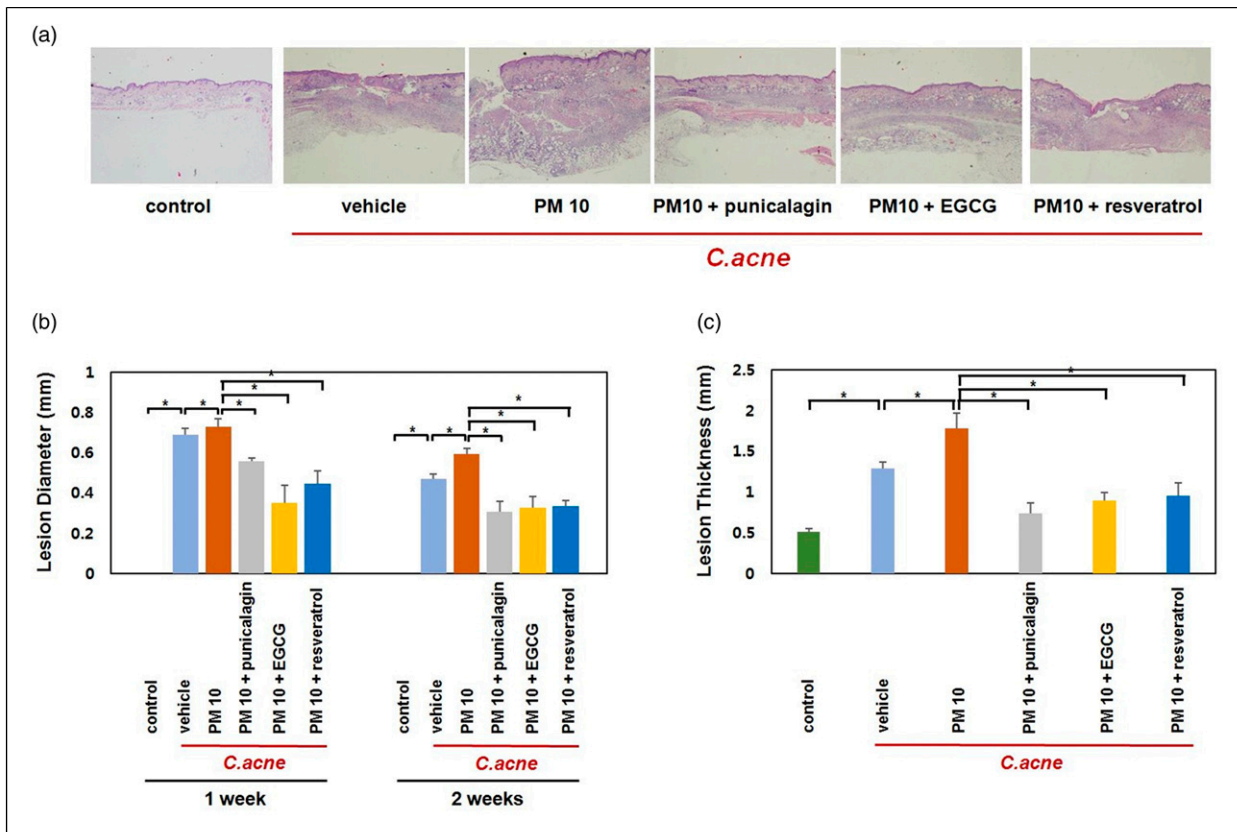 (a)
control
vehicle
PM 10
PM10 + punicalagin
PM10 + EGCG
PM10 + resveratrol
C.acne
(b)
Lesion Diameter (mm)
1
0.8
0.6
0.4
0.2
0
*
*
*
*
*
*
*
*
*
*
control
vehicle
PM 10
PM 10 + punicalagin
PM 10 + EGCG
PM 10 + resveratrol
C.acne
1 week
control
vehicle
PM 10
PM 10 + punicalagin
PM 10 + EGCG
PM 10 + resveratrol
C.acne
2 weeks
(c)
Lesion Thickness (mm)
2.5
2
1.5
1
0.5
0
*
*
*
*
*
control
vehicle
PM 10
PM 10 + punicalagin
PM 10 + EGCG
PM 10 + resveratrol
C.acne